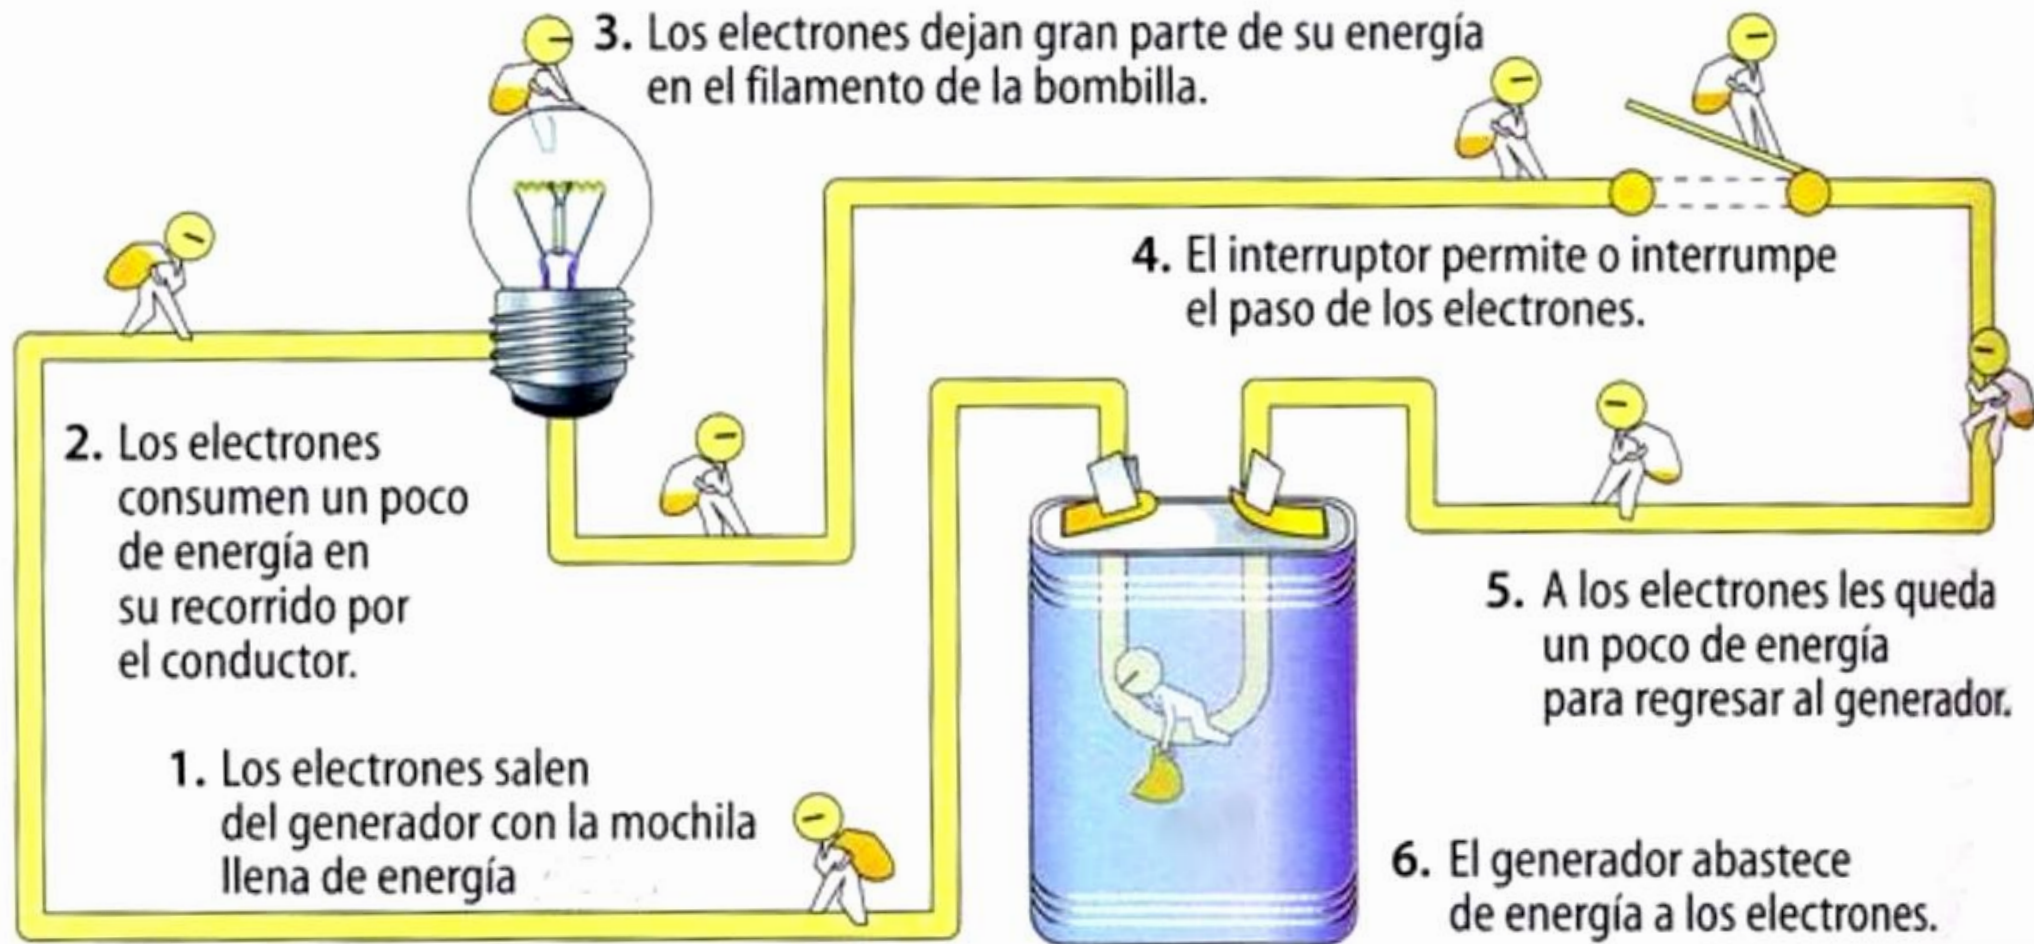 3. Los electrones dejan gran parte de su energía
en el filamento de la bombilla.
4. El interruptor permite o interrumpe
el paso de los electrones.
2. Los electrones
consumen un poco
de energía en
su recorrido por
el conductor.
5. A los electrones les queda
un poco de energía
para regresar al generador.
1. Los electrones salen
del generador con la mochila
llena de energía
6. El generador abastece
de energía a los electrones.